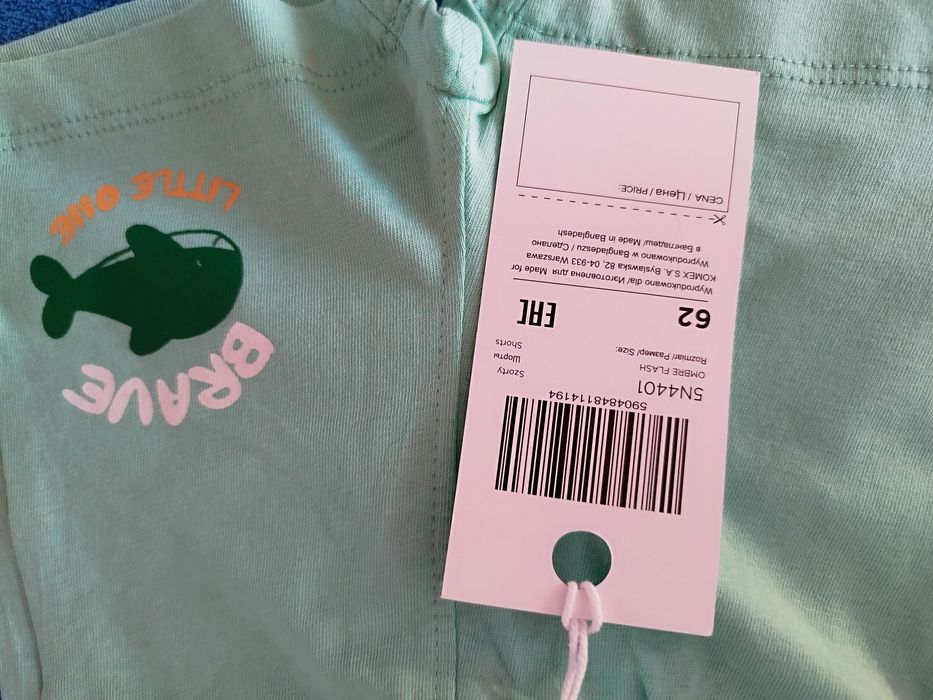 BRAVE
LITTLE ONE
5904848114194
5N4401
OMBRE FLASH
Szorty
Шорты
Shorts
Rozmiar/ Размер/ Size:
62
EAC
Wyprodukowano dla/ Изготовлена для Made for
KOMEX S.A. Bysławska 82, 04-933 Warszawa
Wyprodukowano w Bangladeszu / Сделано
в Бангладеш/ Made in Bangladesh
CENA / Цена / PRICE: